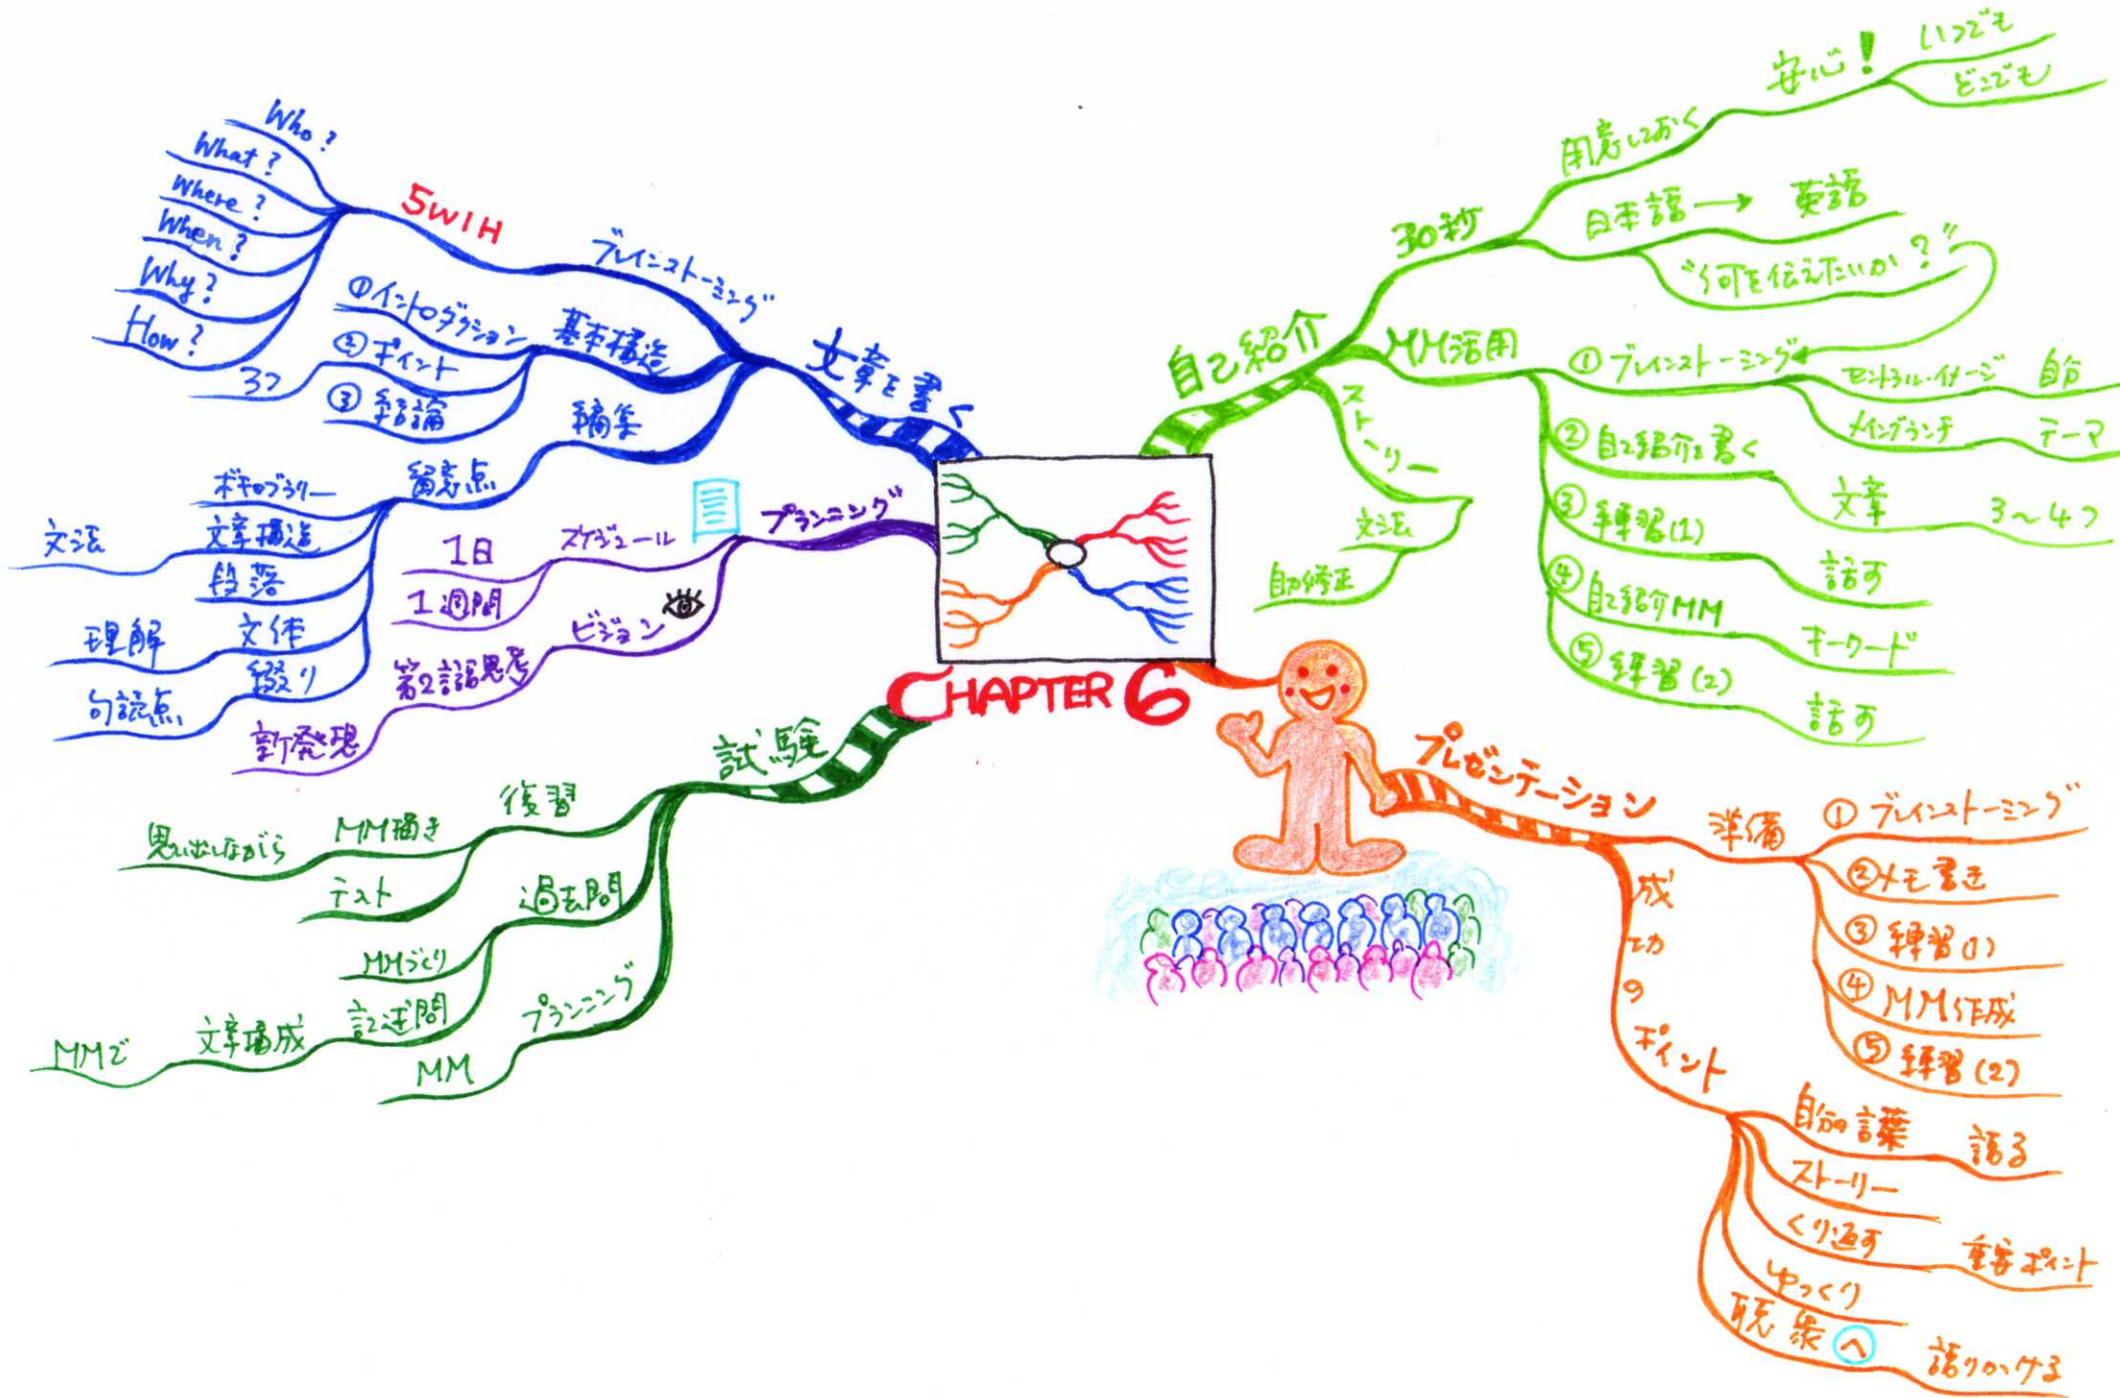 CHAPTER 6
自己紹介
30秒
用意しておく
安心!
いつでも
どこでも
日本語 → 英語
"何を伝えたいか?"
MM活用
① ブレインストーミング
セントラル・イメージ
自分
メインブランチ
テーマ
② 自己紹介を書く
文章
3〜4つ
③ 練習(1)
話す
④ 自己紹介MM
キーワード
⑤ 練習(2)
話す
ストーリー
文法
プレゼンテーション
準備
① ブレインストーミング
② メモ書き
③ 練習(1)
④ MM作成
⑤ 練習(2)
成功のポイント
自分の言葉
語る
ストーリー
くり返す
重要ポイント
ゆっくり
聴衆へ
語りかける
試験
復習
MM描き
思い出しながら
テスト
過去問
MMづくり
記述問
文章構成
MMで
プランニング
MM
プランニング
スケジュール
1日
1週間
ビジョン
第2言語思考
新発想
文章を書く
ブレインストーミング
5W1H
Who?
What?
Where?
When?
Why?
How?
基本構造
① イントロダクション
② ポイント
3つ
③ 結論
編集
留意点
ボキャブラリー
文章構造
文法
段落
文体
理解
綴り
句読点